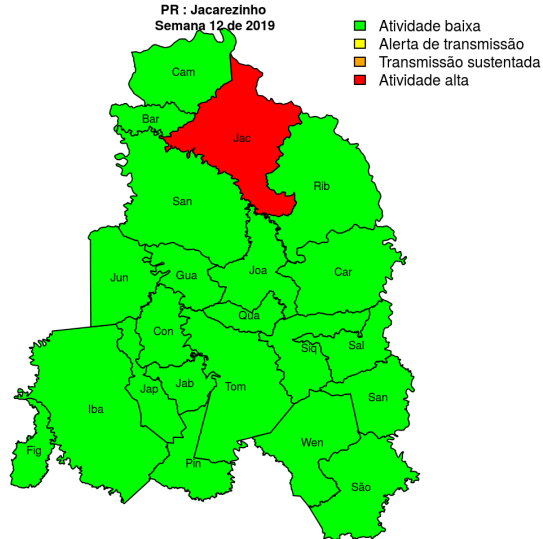 PR : Jacarezinho
Semana 12 de 2019
Atividade baixa
Alerta de transmissão
Transmissão sustentada
Atividade alta
Cam
Bar
Jac
Rib
San
Jun
Gua
Joa
Car
Qua
Con
Siq
Sal
Jap
Jab
Tom
San
Iba
Wen
Fig
Pin
São